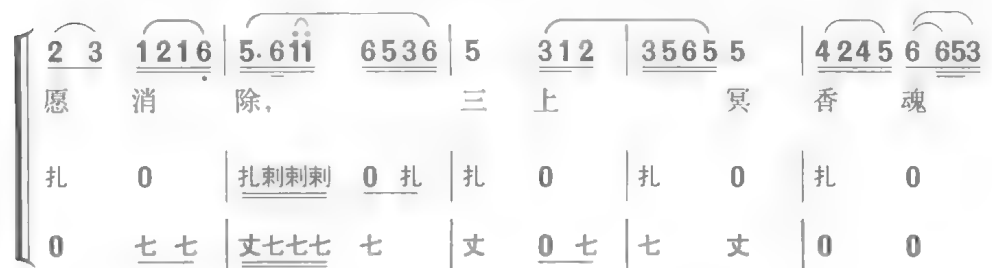 2 3 1216 | 5·6i̇i̇ 6536 | 5 312 | 3565 5 | 4245 6 653
愿 消 除， 三 上 冥 香 魂
扎 0 | 扎刺刺刺 0 扎 | 扎 0 | 扎 0 | 扎 0
0 七 七 | 丈七七七 七 | 丈 0 七 | 七 丈 | 0 0